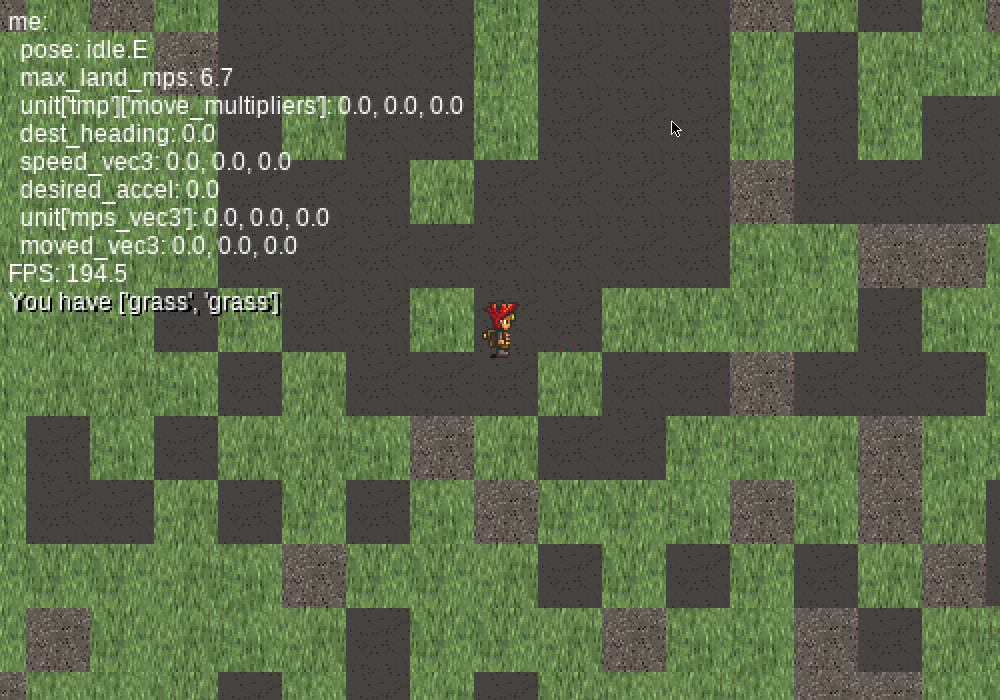 me:
pose: idle.E
max_land_mps: 6.7
unit['tmp']['move_multipliers']: 0.0, 0.0, 0.0
dest_heading: 0.0
speed_vec3: 0.0, 0.0, 0.0
desired_accel: 0.0
unit['mps_vec3']: 0.0, 0.0, 0.0
moved_vec3: 0.0, 0.0, 0.0
FPS: 194.5
You have ['grass', 'grass']